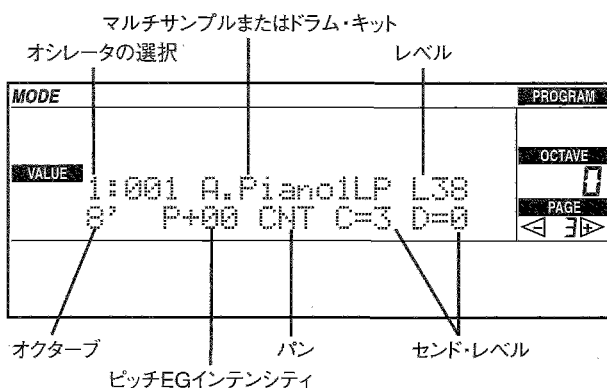 マルチサンプルまたはドラム・キット
オシレータの選択
レベル
MODE
PROGRAM
OCTAVE
0
VALUE
1:001 A.Piano1LP L38
8' P+00 CNT C=3 D=0
PAGE
- 3 +
オクターブ
パン
センド・レベル
ピッチEGインテンシティ